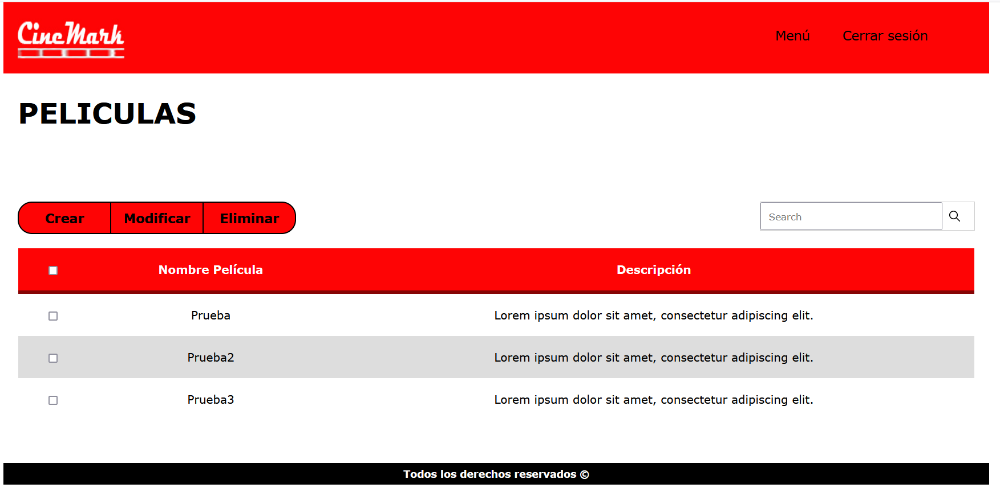 CineMark
Menú Cerrar sesión
PELICULAS
Crear Modificar Eliminar
Search
Nombre Película Descripción
Prueba Lorem ipsum dolor sit amet, consectetur adipiscing elit.
Prueba2 Lorem ipsum dolor sit amet, consectetur adipiscing elit.
Prueba3 Lorem ipsum dolor sit amet, consectetur adipiscing elit.
Todos los derechos reservados ©